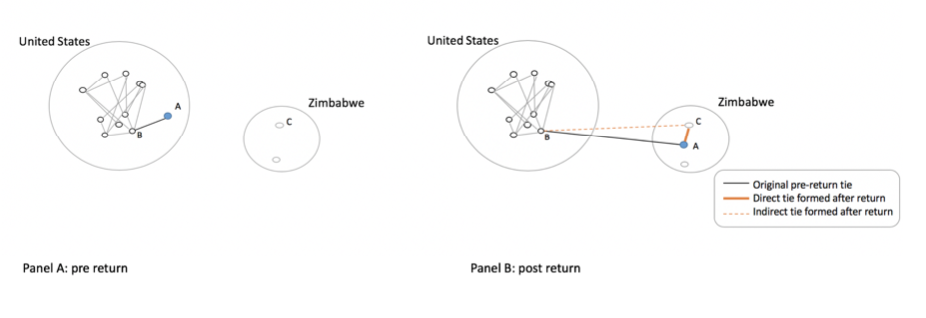 United States
A
B
Zimbabwe
C
Panel A: pre return
United States
B
Zimbabwe
C
A
Original pre-return tie
Direct tie formed after return
Indirect tie formed after return
Panel B: post return